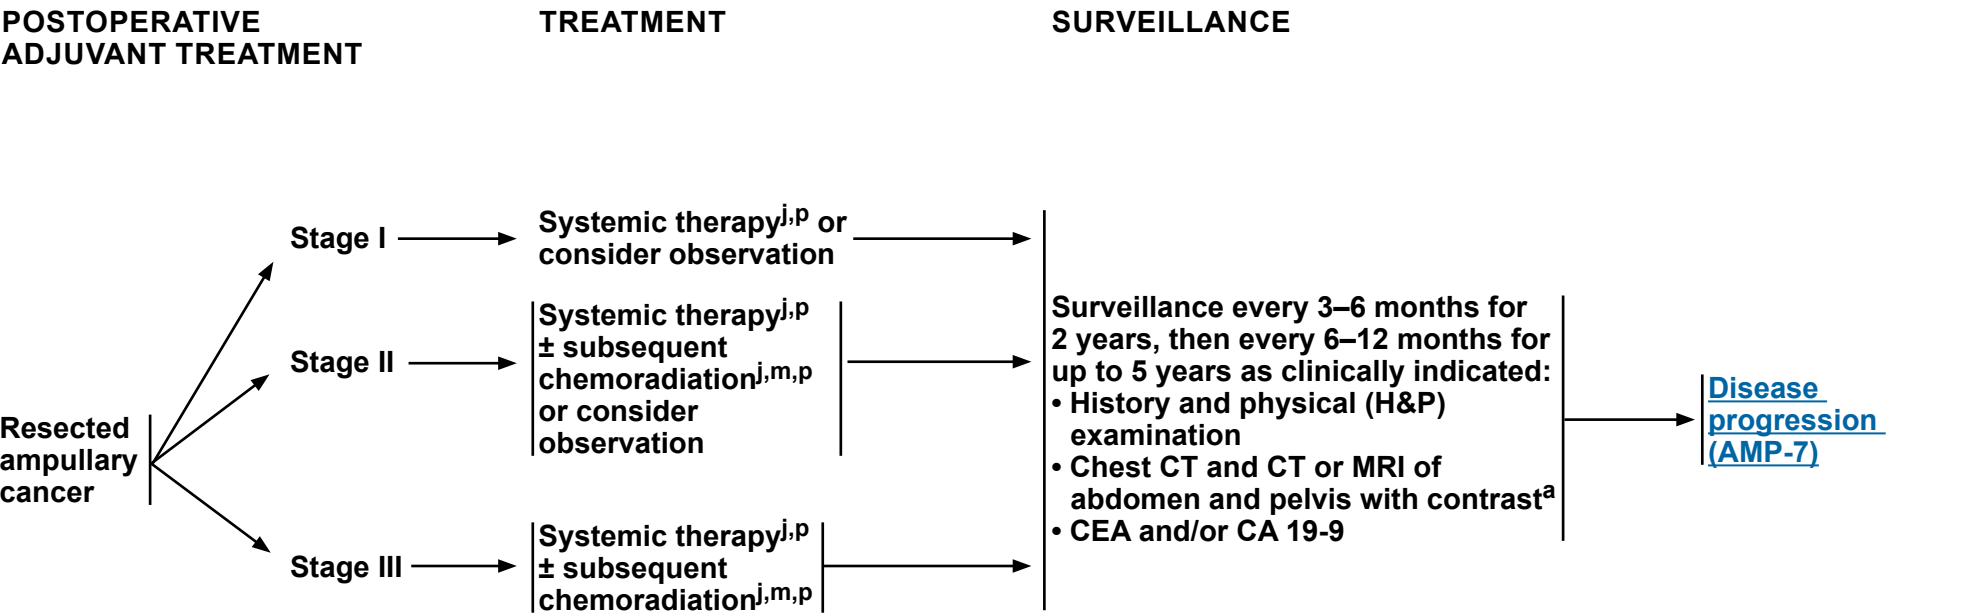 POSTOPERATIVE
ADJUVANT TREATMENT
TREATMENT
SURVEILLANCE
Resected
ampullary
cancer
Stage I
Systemic therapyj,p or
consider observation
Stage II
Systemic therapyj,p
± subsequent
chemoradiationj,m,p
or consider
observation
Stage III
Systemic therapyj,p
± subsequent
chemoradiationj,m,p
Surveillance every 3–6 months for
2 years, then every 6–12 months for
up to 5 years as clinically indicated:
• History and physical (H&P)
examination
• Chest CT and CT or MRI of
abdomen and pelvis with contrasta
• CEA and/or CA 19-9
Disease
progression
(AMP-7)